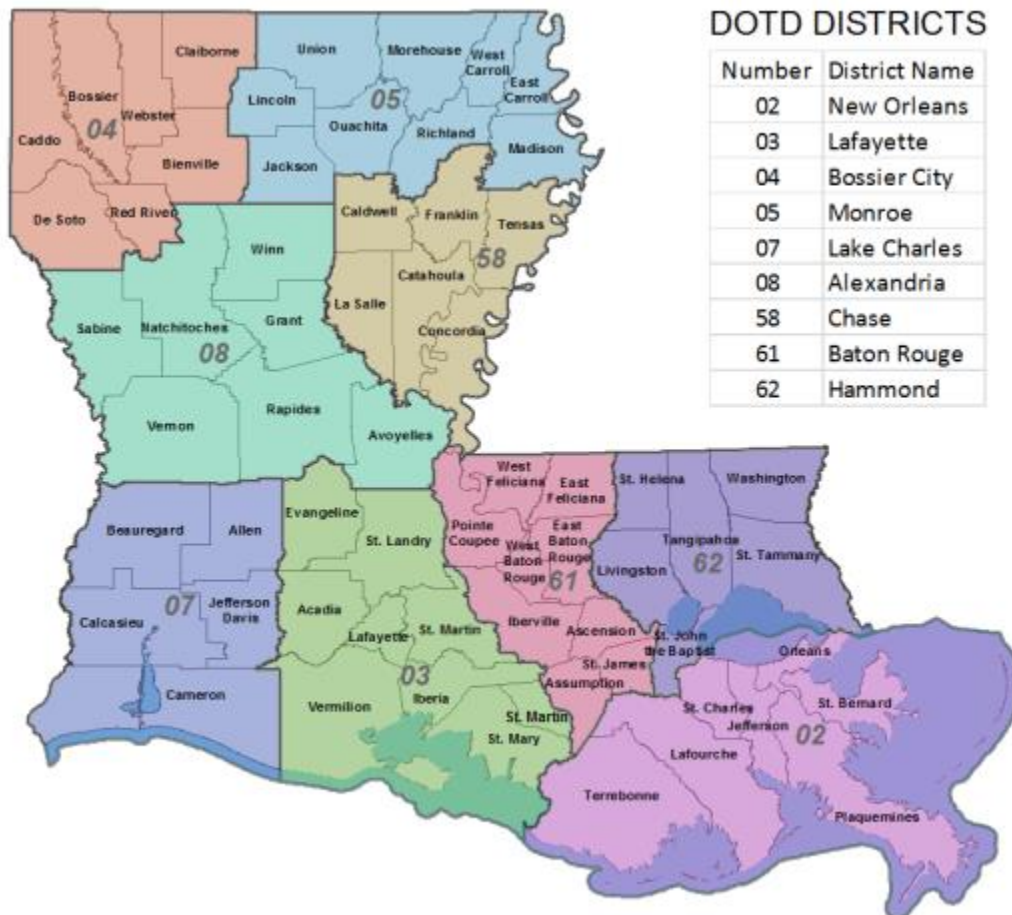 DOTD DISTRICTS
Number District Name
02 New Orleans
03 Lafayette
04 Bossier City
05 Monroe
07 Lake Charles
08 Alexandria
58 Chase
61 Baton Rouge
62 Hammond
Claiborne
Bossier
Webster
Caddo
04
Bienville
De Soto
Red River
Union
Morehouse
West
Carroll
East
Carroll
Lincoln
05
Ouachita
Richland
Madison
Jackson
Caldwell
Franklin
Tensas
58
Catahoula
La Salle
Concordia
Winn
Sabine
Natchitoches
Grant
08
Rapides
Vernon
Avoyelles
Beauregard
Allen
07
Calcasieu
Jefferson
Davis
Cameron
Evangeline
St. Landry
Acadia
Lafayette
St. Martin
03
Vermilion
Iberia
St. Martin
St. Mary
West
Feliciana
East
Feliciana
Pointe
Coupee
West
Baton
Rouge
East
Baton
Rouge
61
Iberville
Ascension
St. James
Assumption
St. Helena
Washington
Tangipahoa
St. Tammany
Livingston
62
St. John
the Baptist
Orleans
St. Bernard
St. Charles
Jefferson
02
Lafourche
Terrebonne
Plaquemines